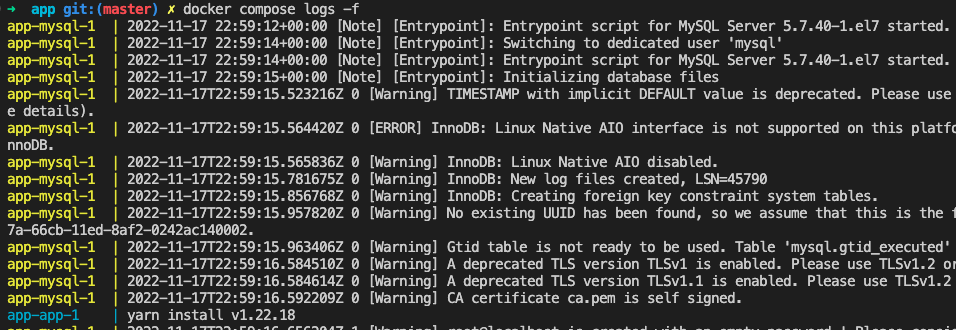 ➜ app git:(master) ✗ docker compose logs -f
app-mysql-1 | 2022-11-17 22:59:12+00:00 [Note] [Entrypoint]: Entrypoint script for MySQL Server 5.7.40-1.el7 started.
app-mysql-1 | 2022-11-17 22:59:14+00:00 [Note] [Entrypoint]: Switching to dedicated user 'mysql'
app-mysql-1 | 2022-11-17 22:59:14+00:00 [Note] [Entrypoint]: Entrypoint script for MySQL Server 5.7.40-1.el7 started.
app-mysql-1 | 2022-11-17 22:59:15+00:00 [Note] [Entrypoint]: Initializing database files
app-mysql-1 | 2022-11-17T22:59:15.523216Z 0 [Warning] TIMESTAMP with implicit DEFAULT value is deprecated. Please use
e details).
app-mysql-1 | 2022-11-17T22:59:15.564420Z 0 [ERROR] InnoDB: Linux Native AIO interface is not supported on this platfo
nnoDB.
app-mysql-1 | 2022-11-17T22:59:15.565836Z 0 [Warning] InnoDB: Linux Native AIO disabled.
app-mysql-1 | 2022-11-17T22:59:15.781675Z 0 [Warning] InnoDB: New log files created, LSN=45790
app-mysql-1 | 2022-11-17T22:59:15.856768Z 0 [Warning] InnoDB: Creating foreign key constraint system tables.
app-mysql-1 | 2022-11-17T22:59:15.957820Z 0 [Warning] No existing UUID has been found, so we assume that this is the f
7a-66cb-11ed-8af2-0242ac140002.
app-mysql-1 | 2022-11-17T22:59:15.963406Z 0 [Warning] Gtid table is not ready to be used. Table 'mysql.gtid_executed'
app-mysql-1 | 2022-11-17T22:59:16.584510Z 0 [Warning] A deprecated TLS version TLSv1 is enabled. Please use TLSv1.2 or
app-mysql-1 | 2022-11-17T22:59:16.584614Z 0 [Warning] A deprecated TLS version TLSv1.1 is enabled. Please use TLSv1.2
app-mysql-1 | 2022-11-17T22:59:16.592209Z 0 [Warning] CA certificate ca.pem is self signed.
app-app-1 | yarn install v1.22.18